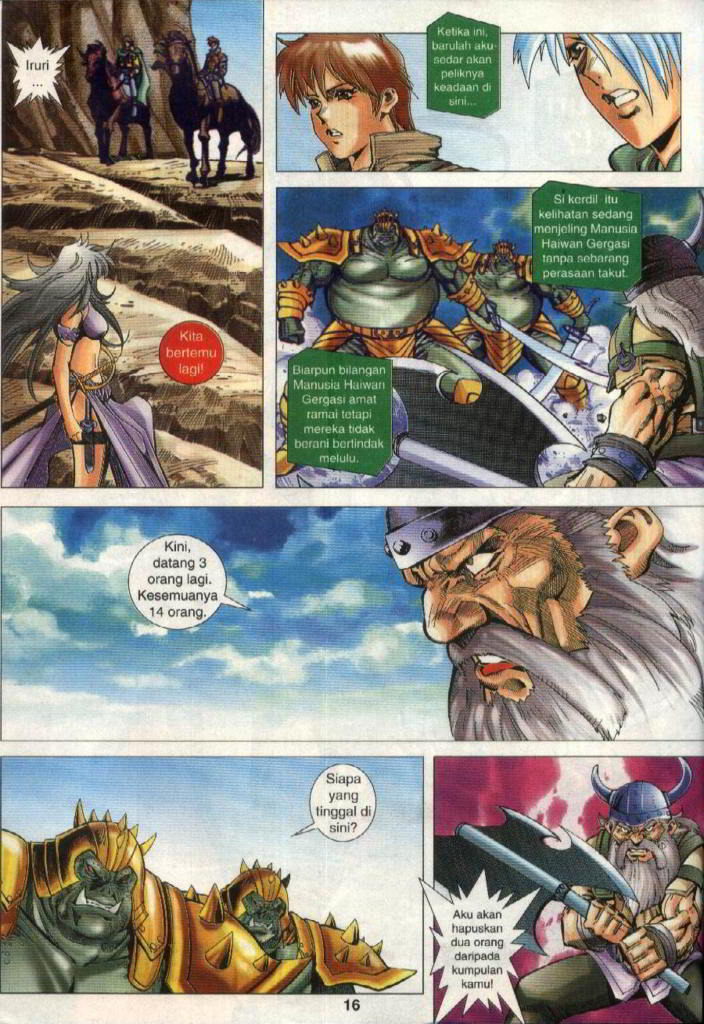 Iruri
...
Kita
bertemu
lagi!
Ketika ini,
barulah aku-
sedar akan
peliknya
keadaan di
sini...
Si kerdil itu
kelihatan sedang
menjeling Manusia
Haiwan Gergasi
tanpa sebarang
perasaan takut.
Biarpun bilangan
Manusia Haiwan
Gergasi amat
ramai tetapi
mereka tidak
berani bertindak
melulu.
Kini,
datang 3
orang lagi.
Kesemuanya
14 orang.
Siapa
yang
tinggal di
sini?
Aku akan
hapuskan
dua orang
daripada
kumpulan
kamu!
16